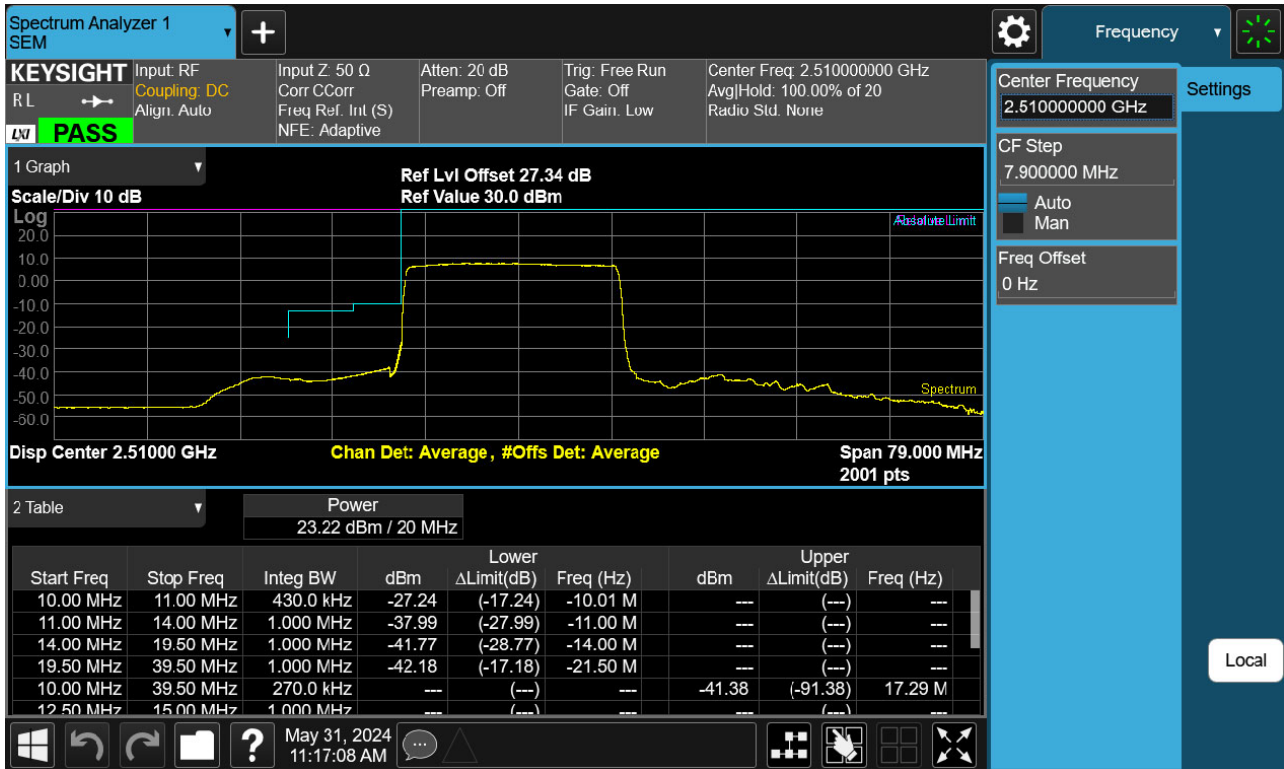 Spectrum Analyzer 1
SEM
+
Frequency
KEYSIGHT
Input: RF
Input Z: 50 Ω
Atten: 20 dB
Trig: Free Run
Center Freq: 2.510000000 GHz
RL
Coupling: DC
Corr CCorr
Preamp: Off
Gate: Off
Avg|Hold: 100.00% of 20
Align: Auto
Freq Ref: Int (S)
IF Gain: Low
Radio Std: None
LXI
PASS
NFE: Adaptive
Center Frequency
2.510000000 GHz
Settings
CF Step
7.900000 MHz
Auto
Man
Freq Offset
0 Hz
1 Graph
Ref Lvl Offset 27.34 dB
Scale/Div 10 dB
Ref Value 30.0 dBm
Log
Absolute Limit
20.0
10.0
0.00
-10.0
-20.0
-30.0
-40.0
-50.0
Spectrum
-60.0
Disp Center 2.51000 GHz
Chan Det: Average, #Offs Det: Average
Span 79.000 MHz
2001 pts
2 Table
Power
23.22 dBm / 20 MHz
Lower Upper
Start Freq Stop Freq Integ BW dBm ΔLimit(dB) Freq (Hz) dBm ΔLimit(dB) Freq (Hz)
10.00 MHz 11.00 MHz 430.0 kHz -27.24 (-17.24) -10.01 M --- (---) ---
11.00 MHz 14.00 MHz 1.000 MHz -37.99 (-27.99) -11.00 M --- (---) ---
14.00 MHz 19.50 MHz 1.000 MHz -41.77 (-28.77) -14.00 M --- (---) ---
19.50 MHz 39.50 MHz 1.000 MHz -42.18 (-17.18) -21.50 M --- (---) ---
10.00 MHz 39.50 MHz 270.0 kHz --- (---) --- -41.38 (-91.38) 17.29 M
12.50 MHz 15.00 MHz 1.000 MHz --- (---) --- --- (---) ---
Local
?
May 31, 2024
11:17:08 AM